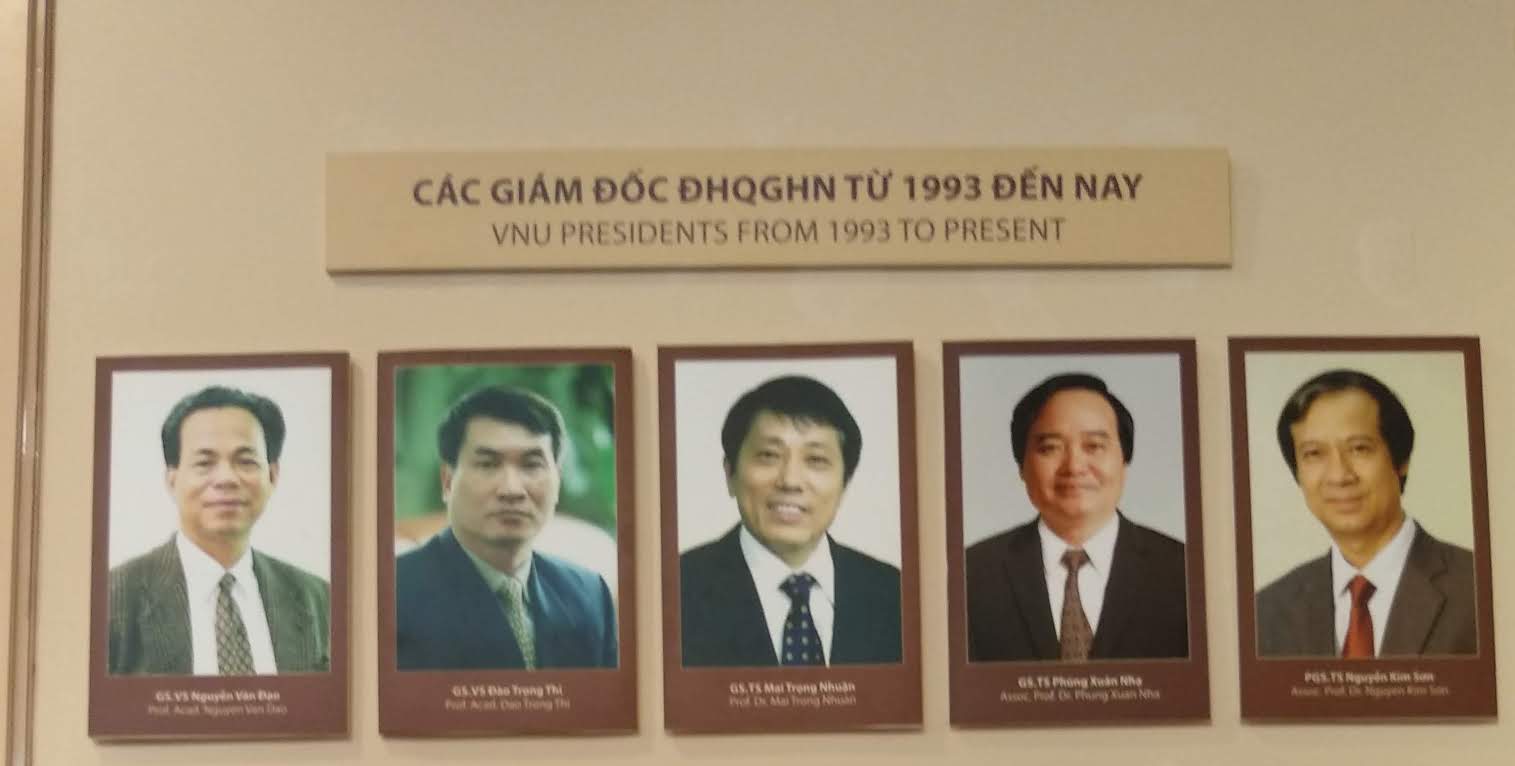 CÁC GIÁM ĐỐC ĐHQGHN TỪ 1993 ĐẾN NAY
VNU PRESIDENTS FROM 1993 TO PRESENT
GS.VS Nguyễn Văn Đạo
Prof. Acad. Nguyen Van Dao
GS.VS Đào Trọng Thi
Prof. Acad. Dao Trong Thi
GS.TS Mai Trọng Nhuận
Prof. Dr. Mai Trong Nhuan
GS.TS Phùng Xuân Nhạ
Assoc. Prof. Dr. Phung Xuan Nha
PGS.TS Nguyễn Kim Sơn
Assoc. Prof. Dr. Nguyen Kim Son